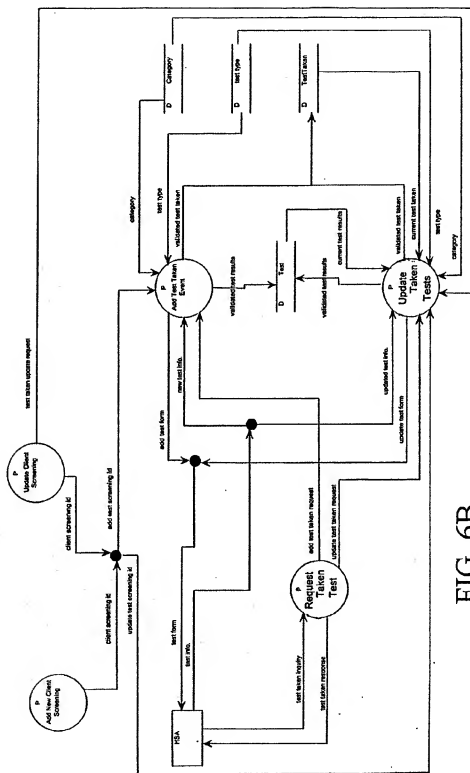 test taken update request
P
Update Client
Screening
client screening id
P
Add New Client
Screening
client screening id
add test screening id
update test screening id
category
test type
validated test taken
D
Category
D
test type
D
TestTaken
P
Add Test Taken
Event
validated test results
D
Test
current test results
validated test results
validated test taken
current test taken
test type
category
P
Update
Taken
Tests
add test form
new test info.
updated test info.
update test form
test form
test info.
HSA
add test taken request
update test taken request
P
Request
Taken
Test
test taken inquiry
test taken response
FIG. 6B